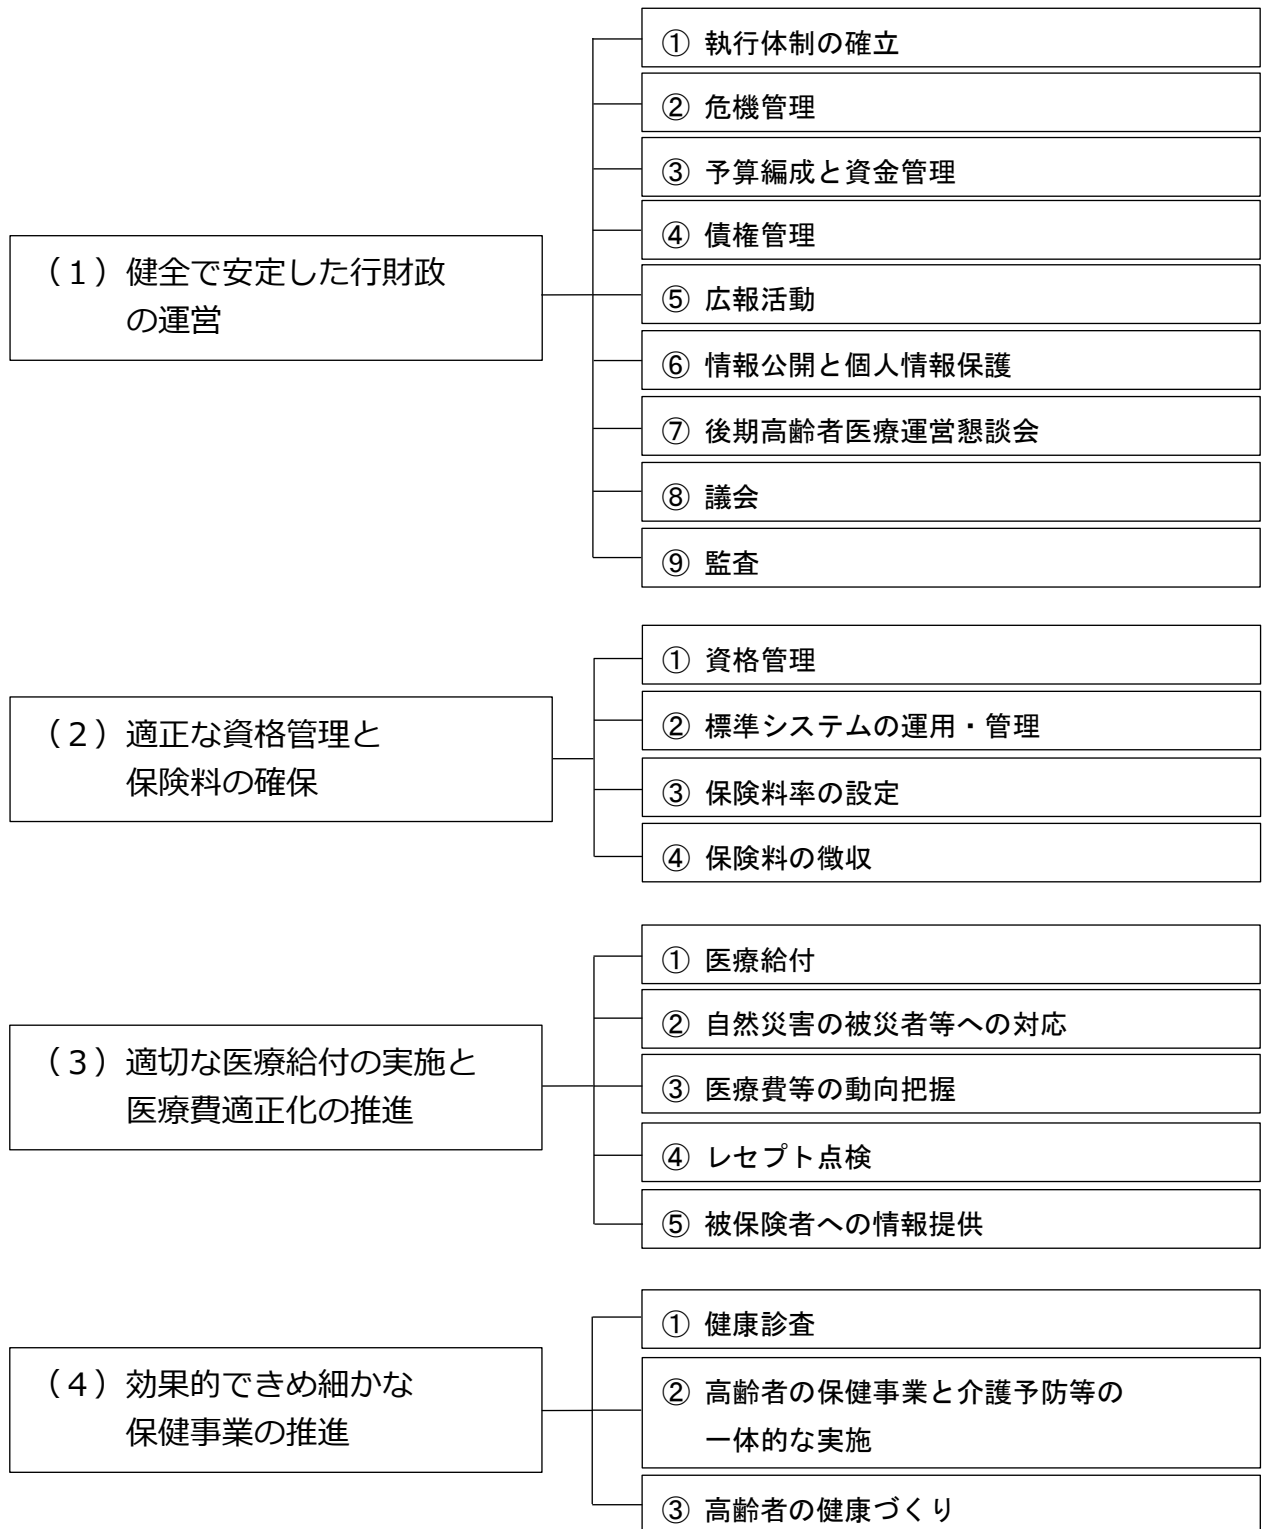 （１）健全で安定した行財政
の運営
① 執行体制の確立
② 危機管理
③ 予算編成と資金管理
④ 債権管理
⑤ 広報活動
⑥ 情報公開と個人情報保護
⑦ 後期高齢者医療運営懇談会
⑧ 議会
⑨ 監査
（２）適正な資格管理と
保険料の確保
① 資格管理
② 標準システムの運用・管理
③ 保険料率の設定
④ 保険料の徴収
（３）適切な医療給付の実施と
医療費適正化の推進
① 医療給付
② 自然災害の被災者等への対応
③ 医療費等の動向把握
④ レセプト点検
⑤ 被保険者への情報提供
（４）効果的できめ細かな
保健事業の推進
① 健康診査
② 高齢者の保健事業と介護予防等の
一体的な実施
③ 高齢者の健康づくり